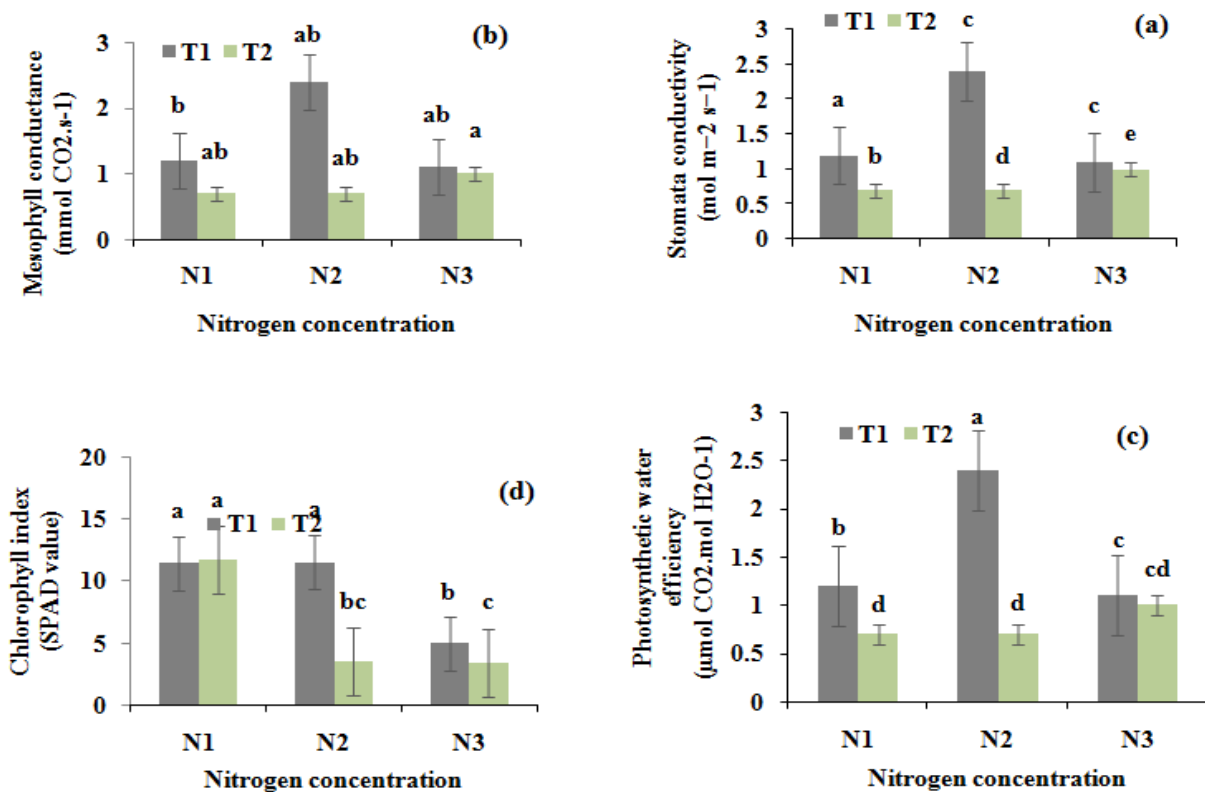 (b)
T1 T2
Mesophyll conductance
(mmol CO2.s-1)
3
2
1
0
b
ab
ab
ab
ab
a
N1 N2 N3
Nitrogen concentration
(a)
T1 T2
Stomata conductivity
(mol m−2 s−1)
3
2.5
2
1.5
1
0.5
0
a
b
c
d
c
e
N1 N2 N3
Nitrogen concentration
(d)
T1 T2
Chlorophyll index
(SPAD value)
20
15
10
5
0
a
a
a
bc
b
c
N1 N2 N3
Nitrogen concentration
(c)
T1 T2
Photosynthetic water
efficiency
(μmol CO2.mol H2O-1)
3
2.5
2
1.5
1
0.5
0
b
d
a
d
c
cd
N1 N2 N3
Nitrogen concentration